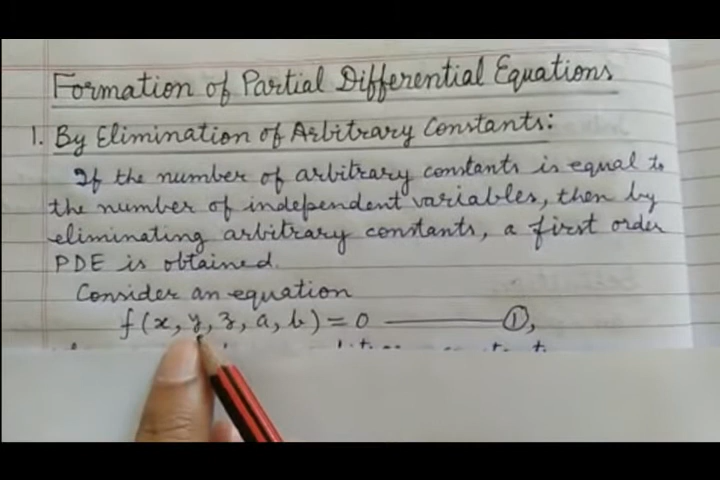 Formation of Partial Differential Equations
1. By Elimination of Arbitrary Constants:
If the number of arbitrary constants is equal to
the number of independent variables, then by
eliminating arbitrary constants, a first order
PDE is obtained.
Consider an equation
f(x, y, z, a, b) = 0 ——— ①,